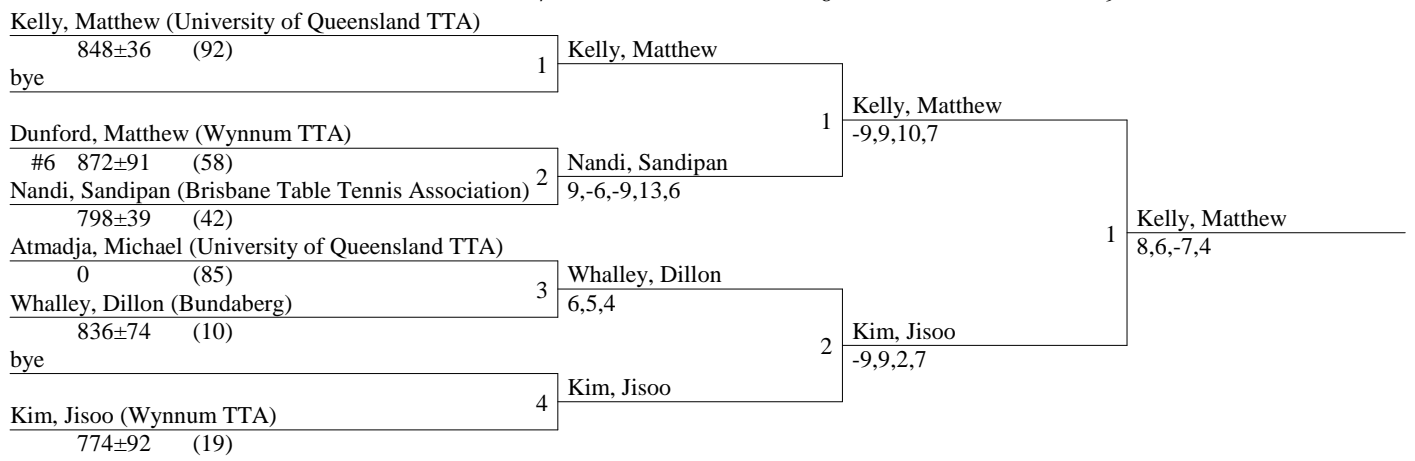 Kelly, Matthew (University of Queensland TTA)
848±36 (92)
bye
1
Kelly, Matthew
Dunford, Matthew (Wynnum TTA)
#6 872±91 (58)
Nandi, Sandipan (Brisbane Table Tennis Association)
798±39 (42)
2
Nandi, Sandipan
9,-6,-9,13,6
1
Kelly, Matthew
-9,9,10,7
Atmadja, Michael (University of Queensland TTA)
0 (85)
Whalley, Dillon (Bundaberg)
836±74 (10)
3
Whalley, Dillon
6,5,4
bye
Kim, Jisoo (Wynnum TTA)
774±92 (19)
4
Kim, Jisoo
2
Kim, Jisoo
-9,9,2,7
1
Kelly, Matthew
8,6,-7,4